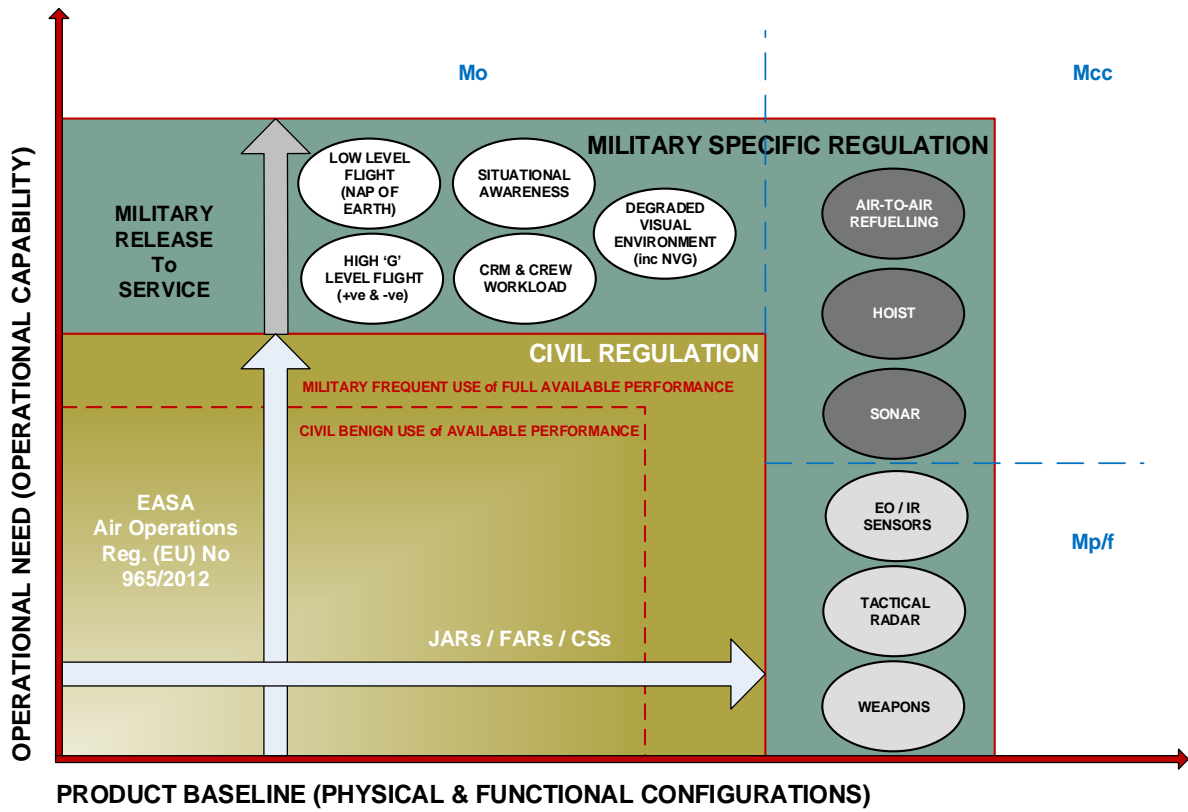 Mo
Mcc
MILITARY SPECIFIC REGULATION
LOW LEVEL
FLIGHT
(NAP OF
EARTH)
SITUATIONAL
AWARENESS
DEGRADED
VISUAL
ENVIRONMENT
(inc NVG)
HIGH ‘G’
LEVEL FLIGHT
(+ve & -ve)
CRM & CREW
WORKLOAD
MILITARY
RELEASE
To
SERVICE
AIR-TO-AIR
REFUELLING
HOIST
SONAR
CIVIL REGULATION
MILITARY FREQUENT USE of FULL AVAILABLE PERFORMANCE
CIVIL BENIGN USE of AVAILABLE PERFORMANCE
EASA
Air Operations
Reg. (EU) No
965/2012
EO / IR
SENSORS
Mp/f
TACTICAL
RADAR
JARs / FARs / CSs
WEAPONS
OPERATIONAL NEED (OPERATIONAL CAPABILITY)
PRODUCT BASELINE (PHYSICAL & FUNCTIONAL CONFIGURATIONS)